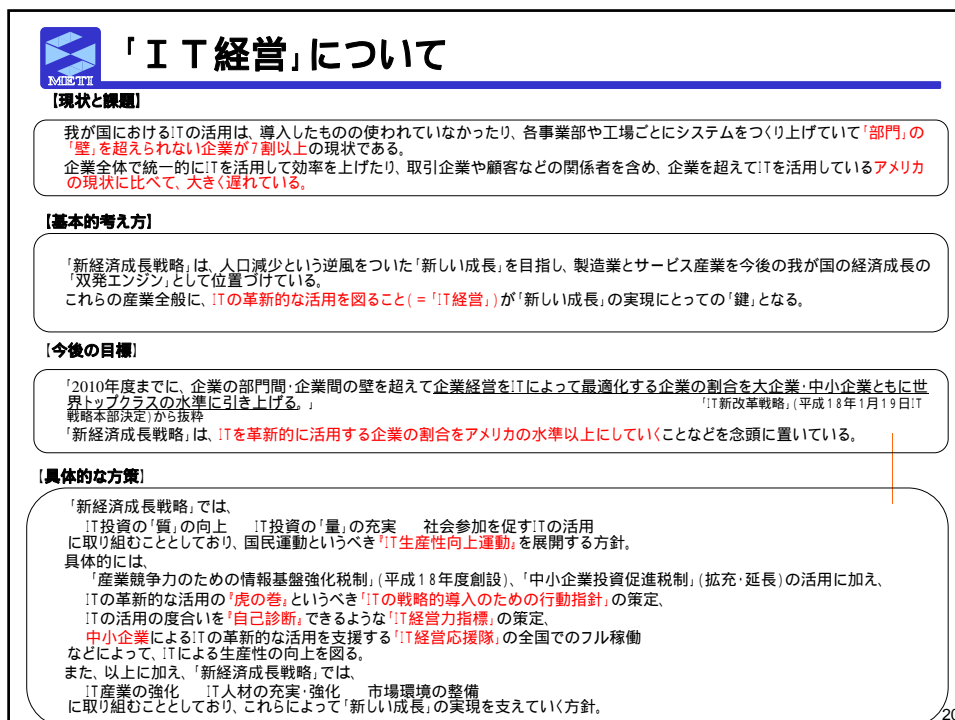 METI
「ＩＴ経営」について
【現状と課題】
我が国におけるITの活用は、導入したものの使われていなかったり、各事業部や工場ごとにシステムをつくり上げていて「部門」の
「壁」を超えられない企業が７割以上の現状である。
企業全体で統一的にITを活用して効率を上げたり、取引企業や顧客などの関係者を含め、企業を超えてITを活用しているアメリカ
の現状に比べて、大きく遅れている。
【基本的考え方】
「新経済成長戦略」は、人口減少という逆風をついた「新しい成長」を目指し、製造業とサービス産業を今後の我が国の経済成長の
「双発エンジン」として位置づけている。
これらの産業全般に、ITの革新的な活用を図ること（＝「IT経営」）が「新しい成長」の実現にとっての「鍵」となる。
【今後の目標】
「2010年度までに、企業の部門間・企業間の壁を超えて企業経営をITによって最適化する企業の割合を大企業・中小企業ともに世
界トップクラスの水準に引き上げる。」 「IT新改革戦略」（平成１８年１月１９日IT
戦略本部決定）から抜粋
「新経済成長戦略」は、ITを革新的に活用する企業の割合をアメリカの水準以上にしていくことなどを念頭に置いている。
【具体的な方策】
「新経済成長戦略」では、
IT投資の「質」の向上 IT投資の「量」の充実 社会参加を促すITの活用
に取り組むこととしており、国民運動というべき『IT生産性向上運動』を展開する方針。
具体的には、
「産業競争力のための情報基盤強化税制」（平成１８年度創設）、「中小企業投資促進税制」（拡充・延長）の活用に加え、
ITの革新的な活用の『虎の巻』というべき「ITの戦略的導入のための行動指針」の策定、
ITの活用の度合いを『自己診断』できるような「IT経営力指標」の策定、
中小企業によるITの革新的な活用を支援する「IT経営応援隊」の全国でのフル稼働
などによって、ITによる生産性の向上を図る。
また、以上に加え、「新経済成長戦略」では、
IT産業の強化 IT人材の充実・強化 市場環境の整備
に取り組むこととしており、これらによって「新しい成長」の実現を支えていく方針。
20